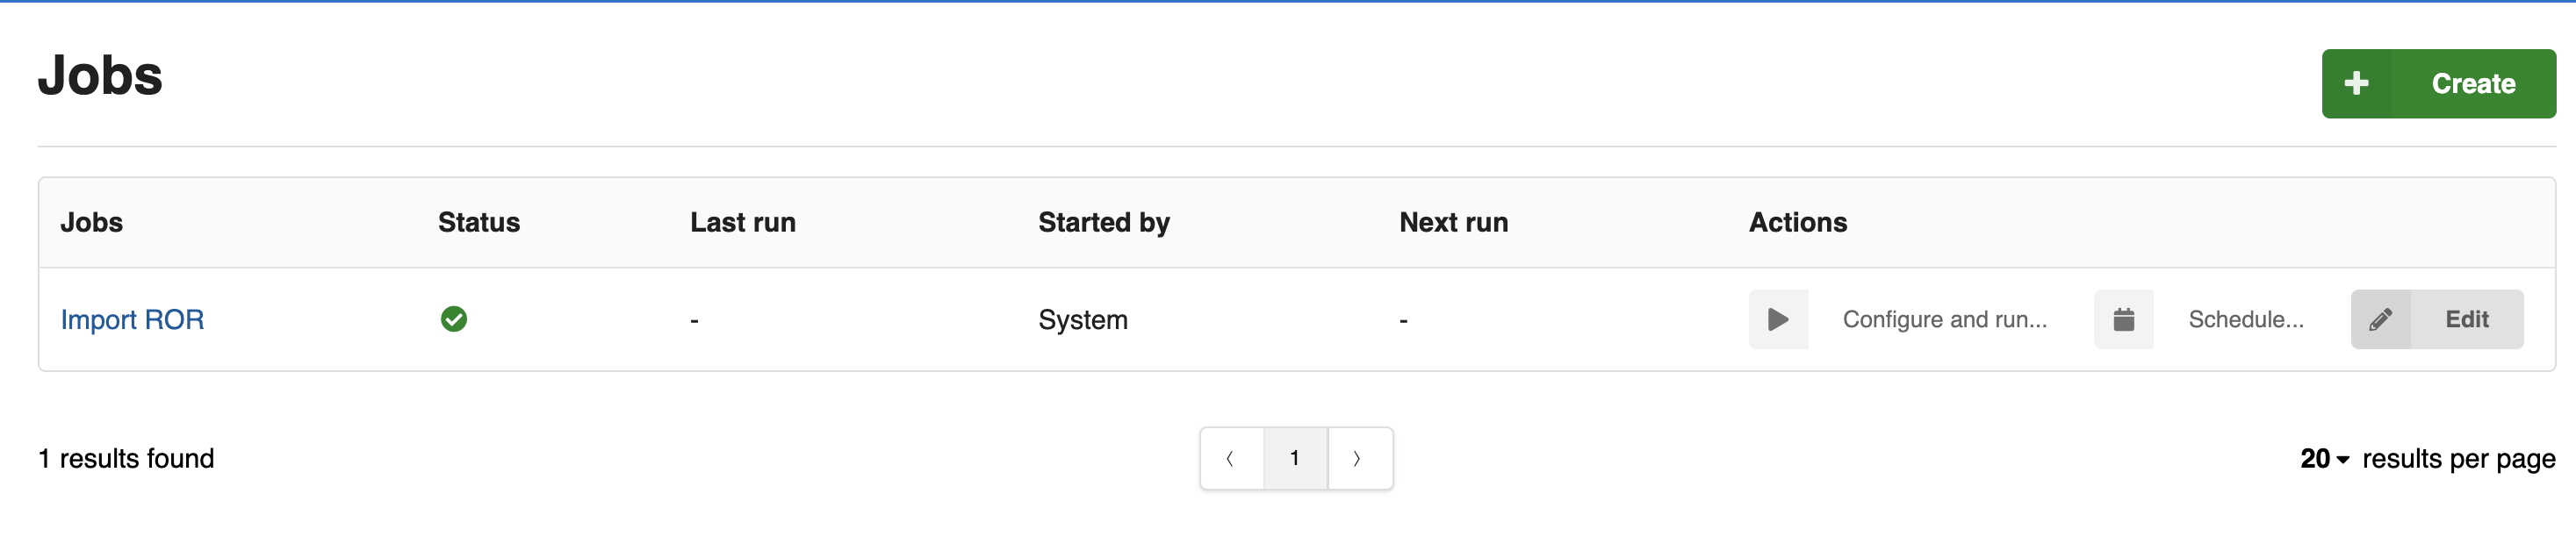 Jobs
Create
Jobs Status Last run Started by Next run Actions
Import ROR - System - Configure and run... Schedule... Edit
1 results found 〈 1 〉 20 results per page